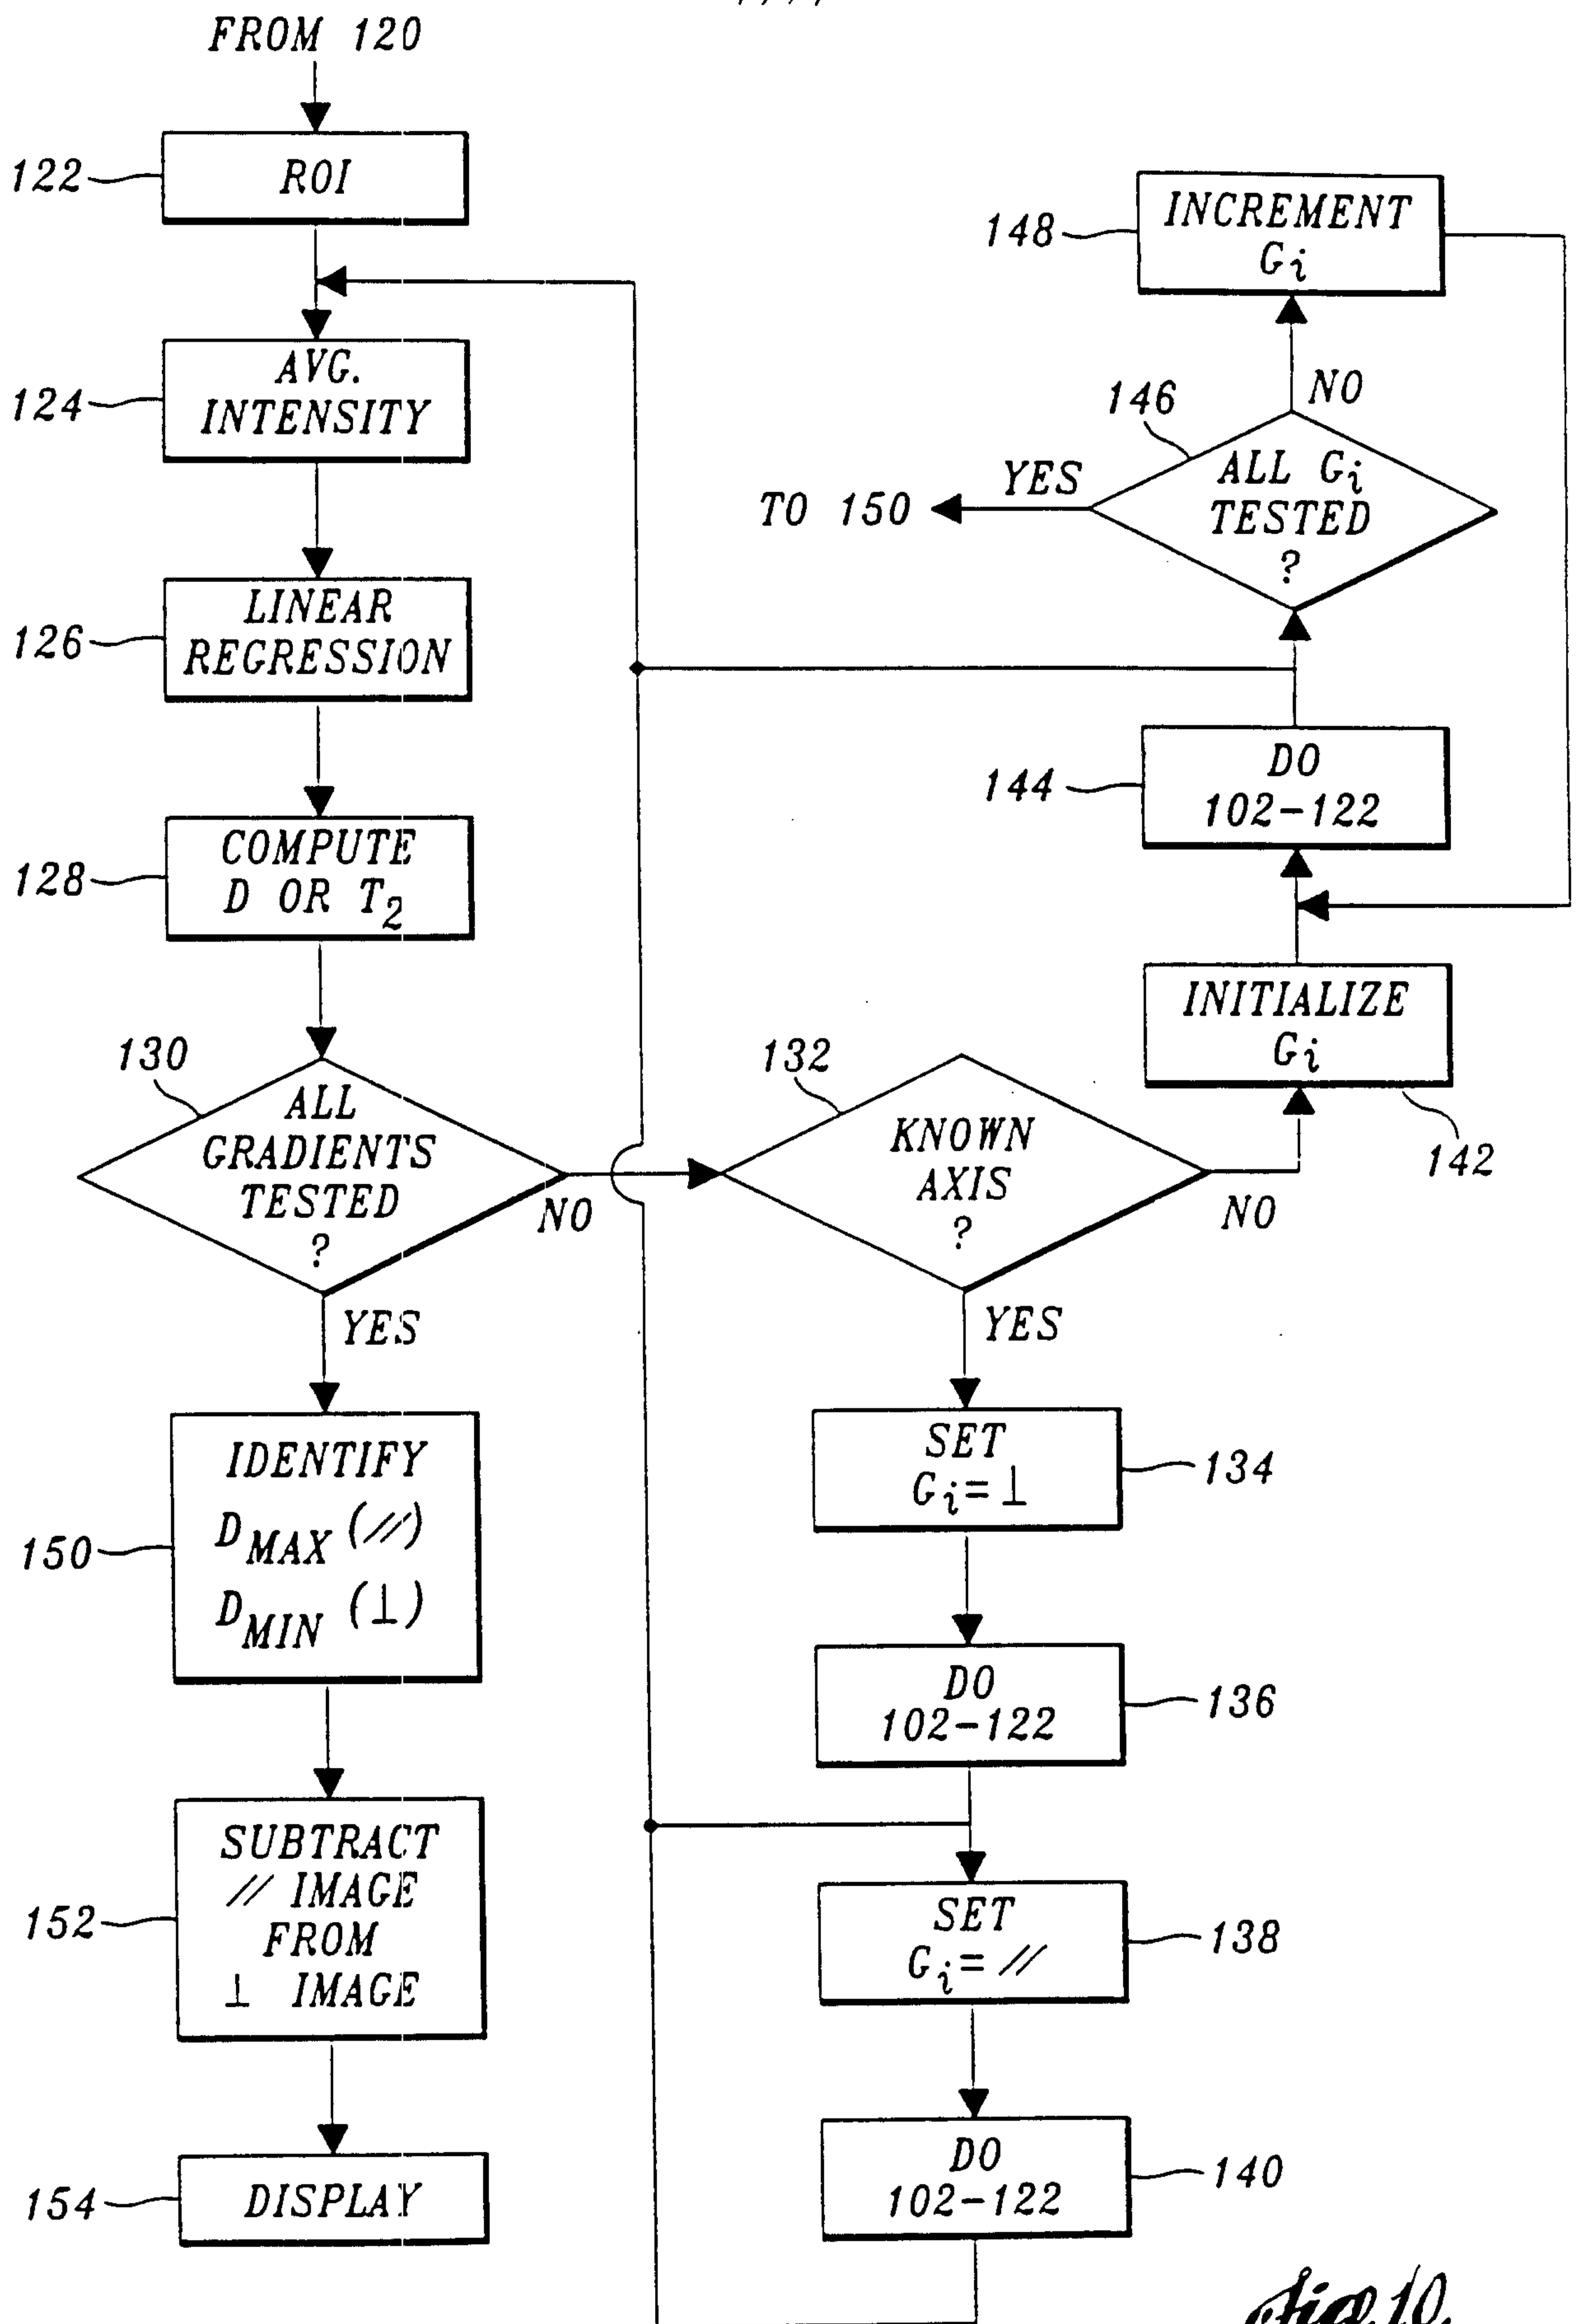 FROM 120
122
ROI
124
AVG.
INTENSITY
126
LINEAR
REGRESSION
128
COMPUTE
D OR T2
130
ALL
GRADIENTS
TESTED
?
NO
YES
150
IDENTIFY
DMAX (//)
DMIN (⊥)
152
SUBTRACT
// IMAGE
FROM
⊥ IMAGE
154
DISPLAY
148
INCREMENT
Gi
NO
146
ALL Gi
TESTED
?
YES
TO 150
144
DO
102-122
INITIALIZE
Gi
142
132
KNOWN
AXIS
?
NO
YES
SET
Gi=⊥
134
DO
102-122
136
SET
Gi= //
138
DO
102-122
140
Fig. 10.